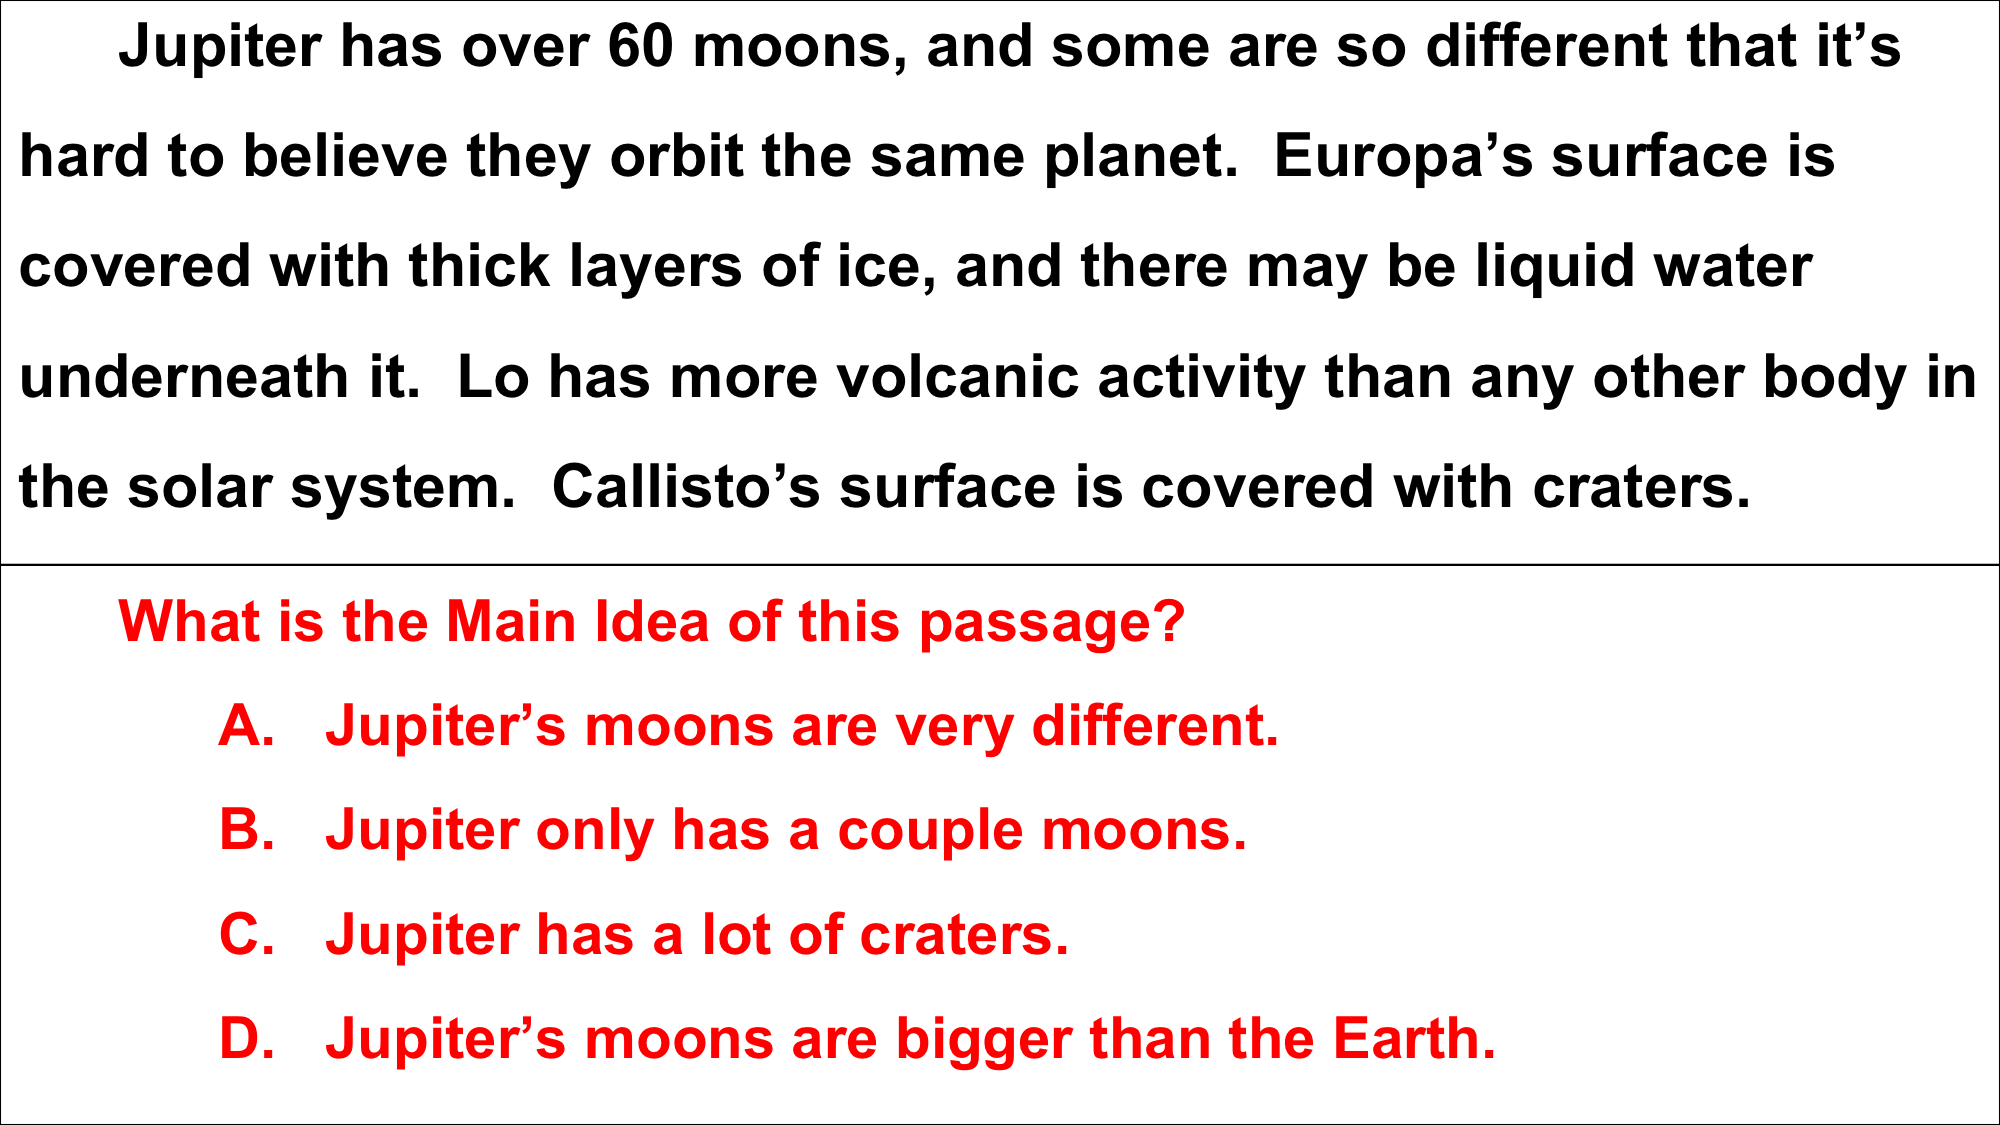 Jupiter has over 60 moons, and some are so different that it’s
hard to believe they orbit the same planet.  Europa’s surface is
covered with thick layers of ice, and there may be liquid water
underneath it.  Lo has more volcanic activity than any other body in
the solar system.  Callisto’s surface is covered with craters.
What is the Main Idea of this passage?
A. Jupiter’s moons are very different.
B. Jupiter only has a couple moons.
C. Jupiter has a lot of craters.
D. Jupiter’s moons are bigger than the Earth.